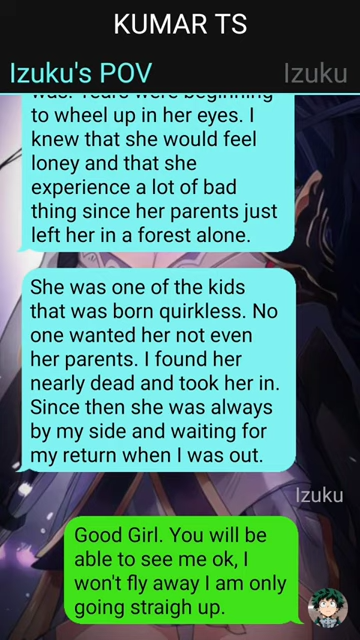 KUMAR TS
Izuku's POV
Izuku
was. Tears were beginning
to wheel up in her eyes. I
knew that she would feel
loney and that she
experience a lot of bad
thing since her parents just
left her in a forest alone.
She was one of the kids
that was born quirkless. No
one wanted her not even
her parents. I found her
nearly dead and took her in.
Since then she was always
by my side and waiting for
my return when I was out.
Izuku
Good Girl. You will be
able to see me ok, I
won't fly away I am only
going straigh up.